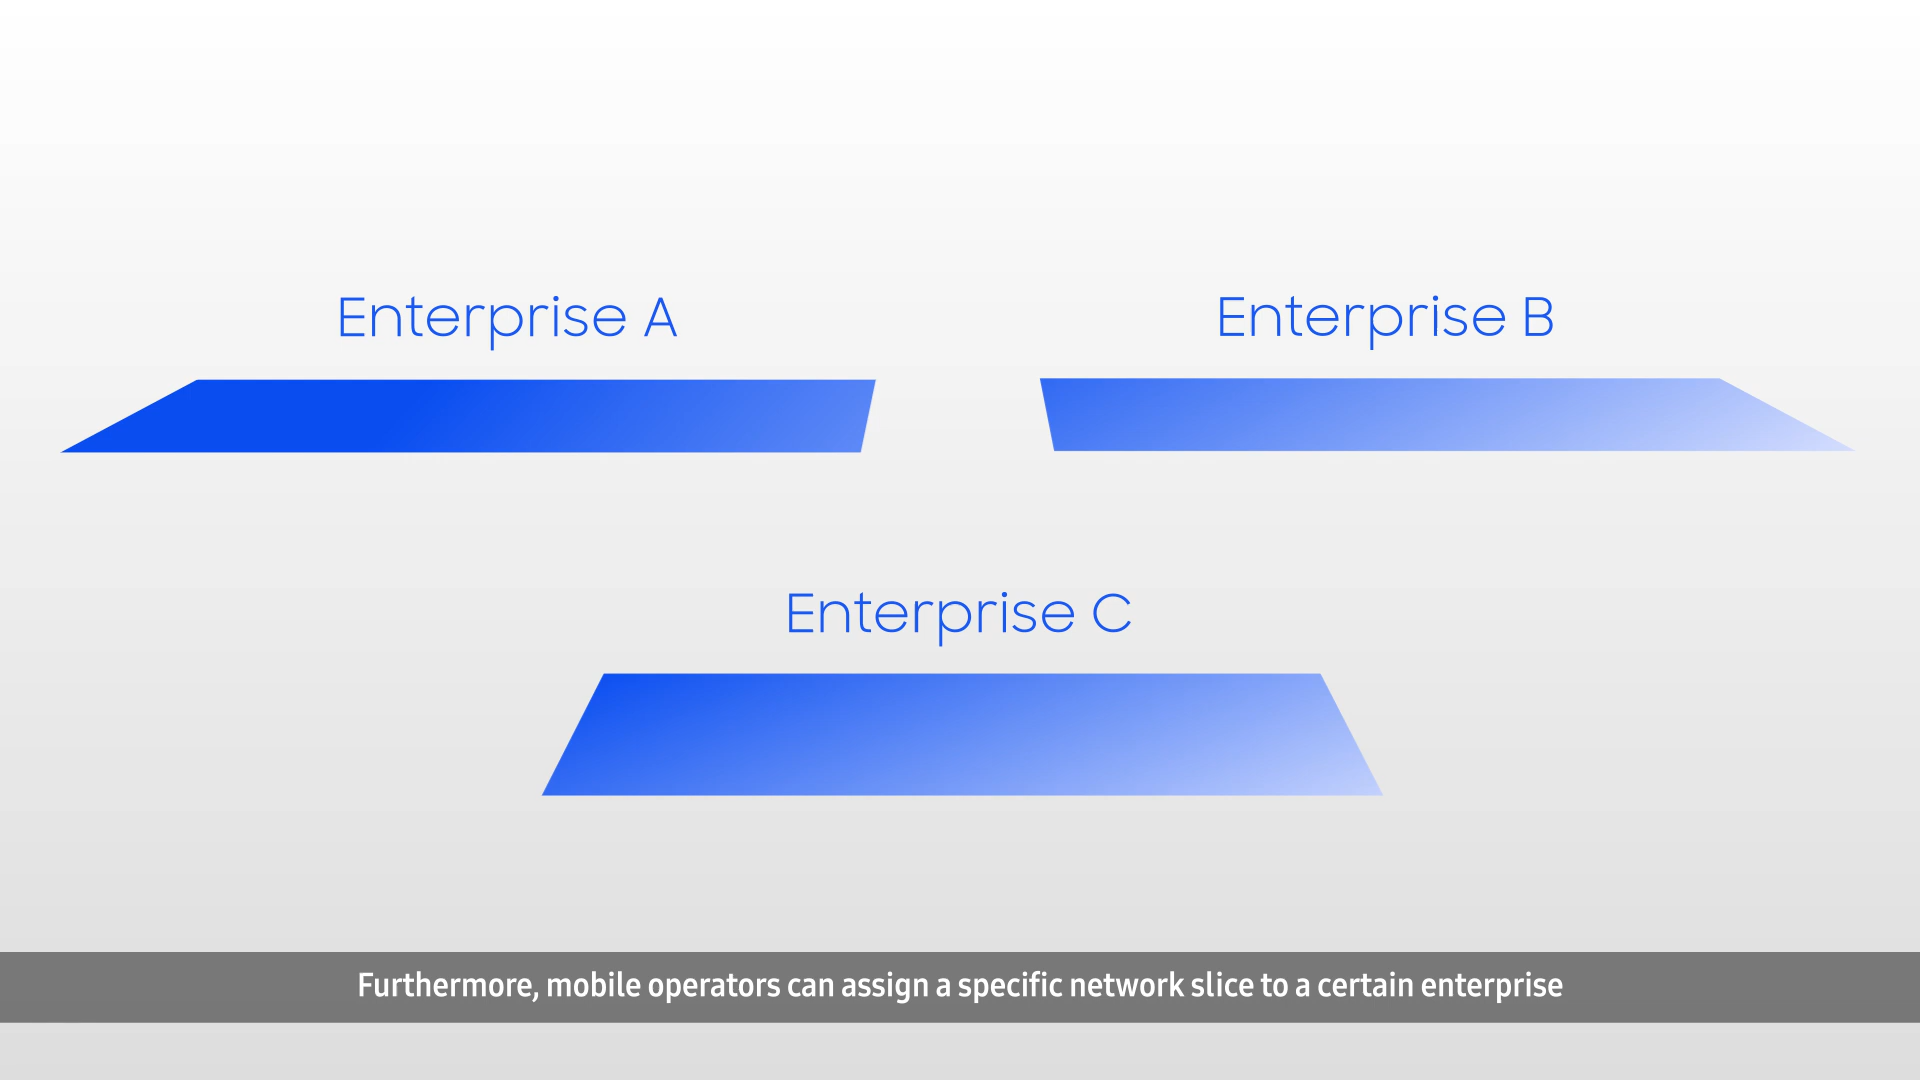 Enterprise A
Enterprise B
Enterprise C
Furthermore, mobile operators can assign a specific network slice to a certain enterprise